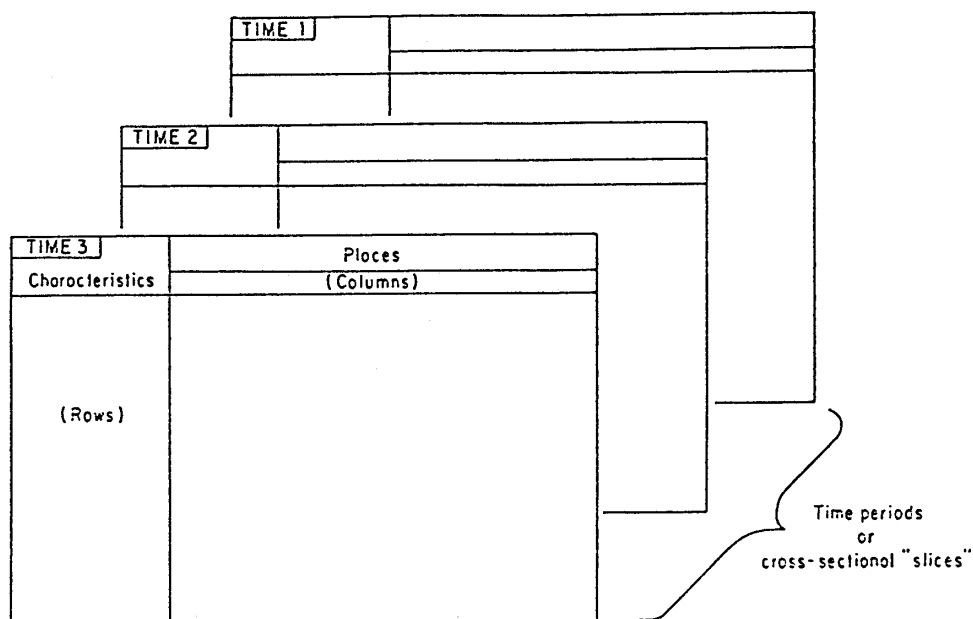 TIME 1
TIME 2
TIME 3
Places
Characteristics
(Columns)
(Rows)
Time periods
or
cross-sectional "slices"